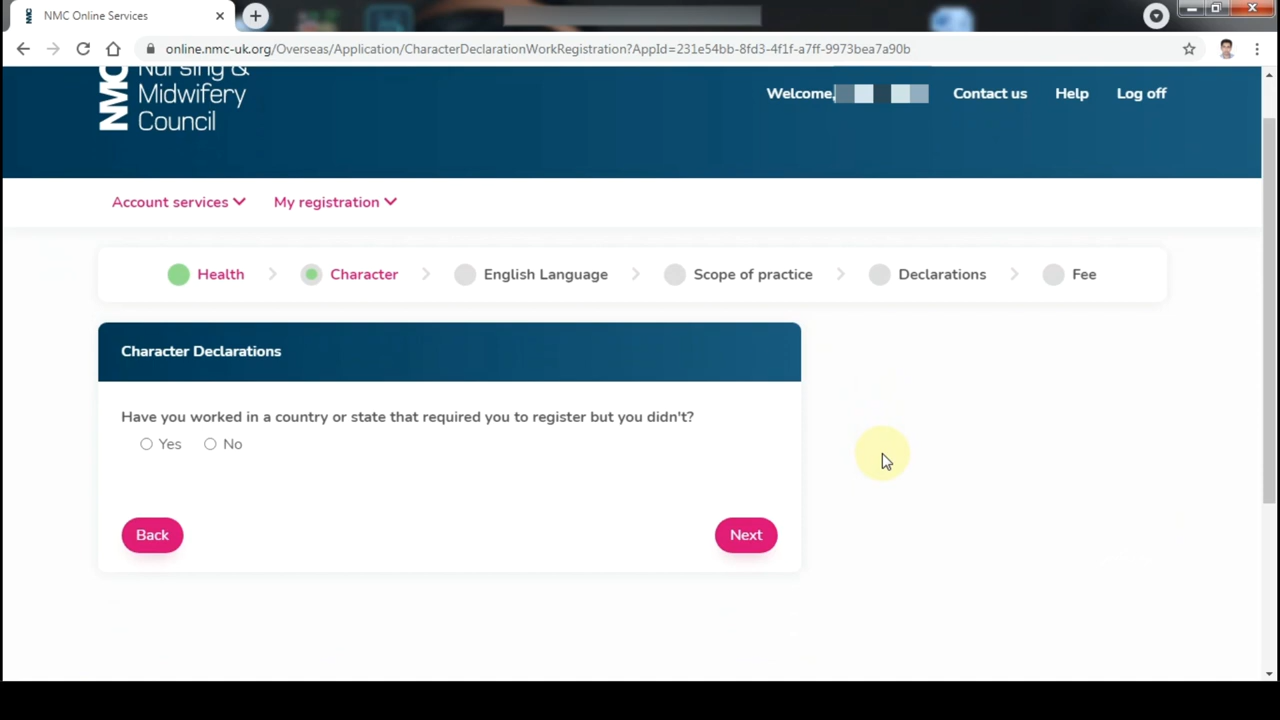 NMC Online Services
online.nmc-uk.org/Overseas/Application/CharacterDeclarationWorkRegistration?AppId=231e54bb-8fd3-4f1f-a7ff-9973bea7a90b
NMC
Nursing &
Midwifery
Council
Welcome, Contact us Help Log off
Account services My registration
Health Character English Language Scope of practice Declarations Fee
Character Declarations
Have you worked in a country or state that required you to register but you didn't?
Yes No
Back Next